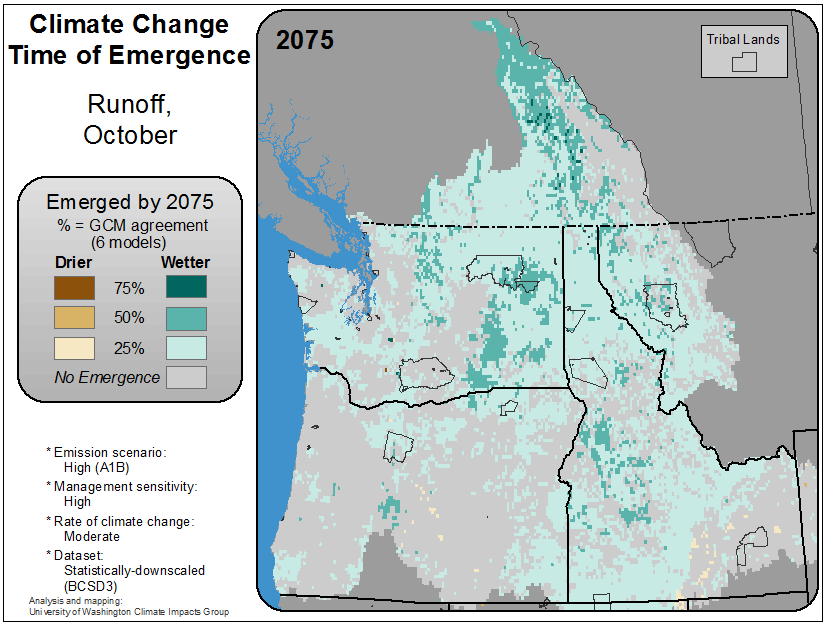 Climate Change
Time of Emergence
Runoff,
October
Emerged by 2075
% = GCM agreement
(6 models)
Drier Wetter
75%
50%
25%
No Emergence
* Emission scenario:
High (A1B)
* Management sensitivity:
High
* Rate of climate change:
Moderate
* Dataset:
Statistically-downscaled
(BCSD3)
Analysis and mapping:
University of Washington Climate Impacts Group
2075
Tribal Lands